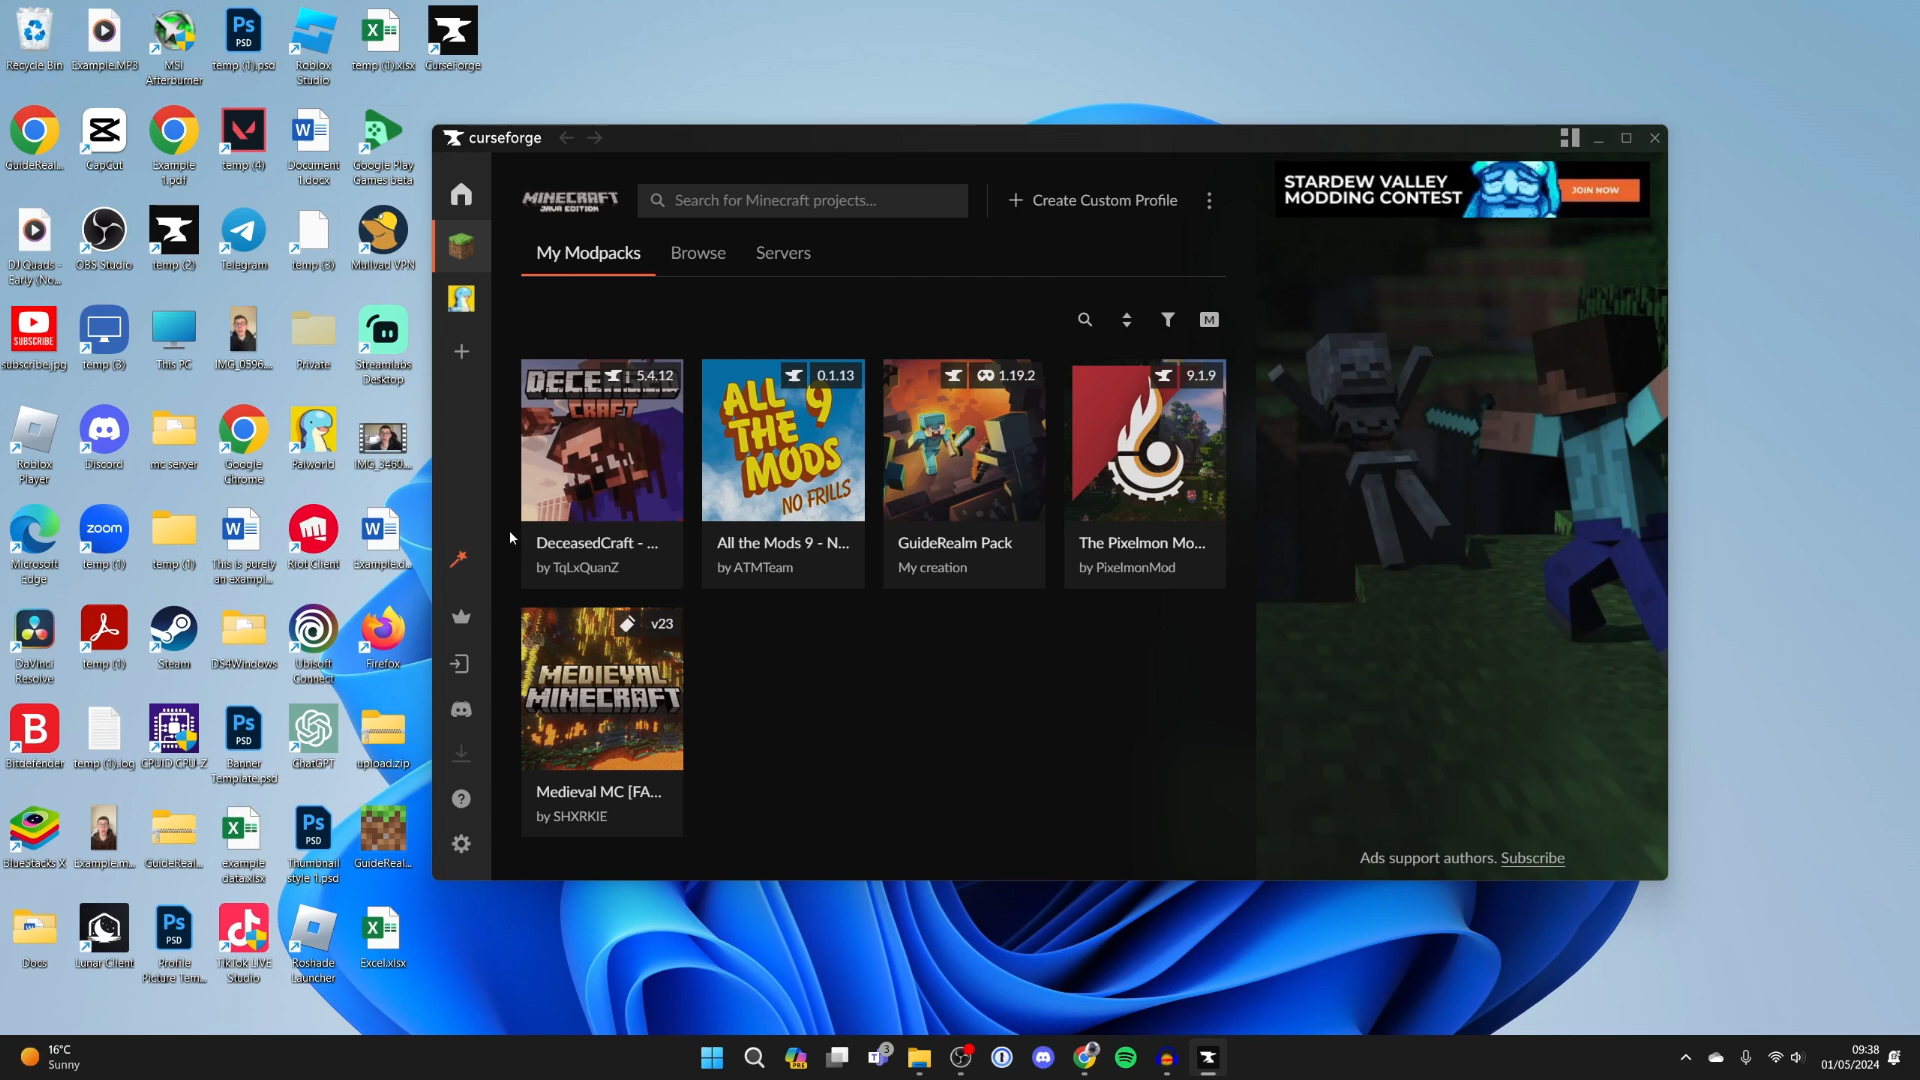 Recycle Bin
Example.MP3
MSI Afterburner
temp (1).psd
Roblox Studio
temp (1).xlsx
CurseForge
GuideReal...
CapCut
Example 1.pdf
temp (4)
Document 1.docx
Google Play Games beta
DJ Quads - Early (No...
OBS Studio
temp (2)
Telegram
temp (3)
Mullvad VPN
SUBSCRIBE
subscribe.jpg
temp (3)
This PC
IMG_0596....
Private
Streamlabs Desktop
Roblox Player
Discord
mc server
Google Chrome
Palworld
IMG_3460....
Microsoft Edge
zoom
temp (1)
temp (1)
This is purely an exampl...
Riot Client
Example.d...
DaVinci Resolve
temp (1)
Steam
DS4Windows
Ubisoft Connect
Firefox
Bitdefender
temp (1).log
CPUID CPU-Z
Banner Template.psd
ChatGPT
upload.zip
BlueStacks X
Example.m...
GuideReal...
example data.xlsx
Thumbnail style 1.psd
GuideReal...
Docs
Lunar Client
Profile Picture Tem...
TikTok LIVE Studio
Roshade Launcher
Excel.xlsx
curseforge
MINECRAFT
JAVA EDITION
Search for Minecraft projects...
Create Custom Profile
STARDEW VALLEY
MODDING CONTEST
JOIN NOW
My Modpacks
Browse
Servers
M
DECEASED
CRAFT
5.4.12
DeceasedCraft - ...
by TqLxQuanZ
ALL
THE 9
MODS
NO FRILLS
0.1.13
All the Mods 9 - N...
by ATMTeam
1.19.2
GuideRealm Pack
My creation
9.1.9
The Pixelmon Mo...
by PixelmonMod
v23
MEDIEVAL
MINECRAFT
Medieval MC [FA...
by SHXRKIE
Ads support authors. Subscribe
16°C
Sunny
PRE
3
09:38
01/05/2024